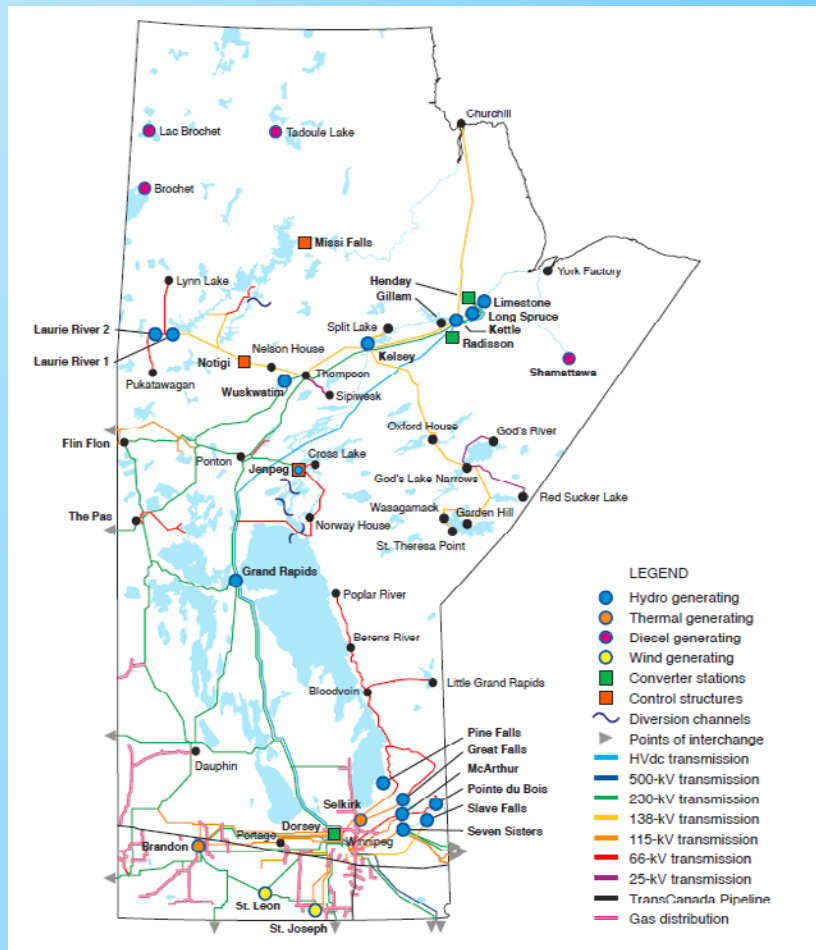 Churchill
Lac Brochet
Tadoule Lake
Brochet
Missi Falls
York Factory
Lynn Lake
Henday
Gillam
Limestone
Long Spruce
Kettle
Radisson
Laurie River 2
Split Lake
Laurie River 1
Notigi
Nelson House
Kelsey
Shamattawa
Thompson
Pukatawagan
Wuskwatim
Sipiwesk
Oxford House
God's River
Flin Flon
Ponton
Cross Lake
Jenpeg
God's Lake Narrows
Red Sucker Lake
Wasagamack
Garden Hill
The Pas
Norway House
St. Theresa Point
Grand Rapids
Poplar River
Berens River
Little Grand Rapids
Bloodvoin
Pine Falls
Great Falls
McArthur
Dauphin
Pointe du Bois
Selkirk
Slave Falls
Dorsey
Seven Sisters
Portage
Winnipeg
Brandon
St. Leon
St. Joseph
LEGEND
Hydro generating
Thermal generating
Diesel generating
Wind generating
Converter stations
Control structures
Diversion channels
Points of interchange
HVdc transmission
500-kV transmission
230-kV transmission
138-kV transmission
115-kV transmission
66-kV transmission
25-kV transmission
TransCanada Pipeline
Gas distribution